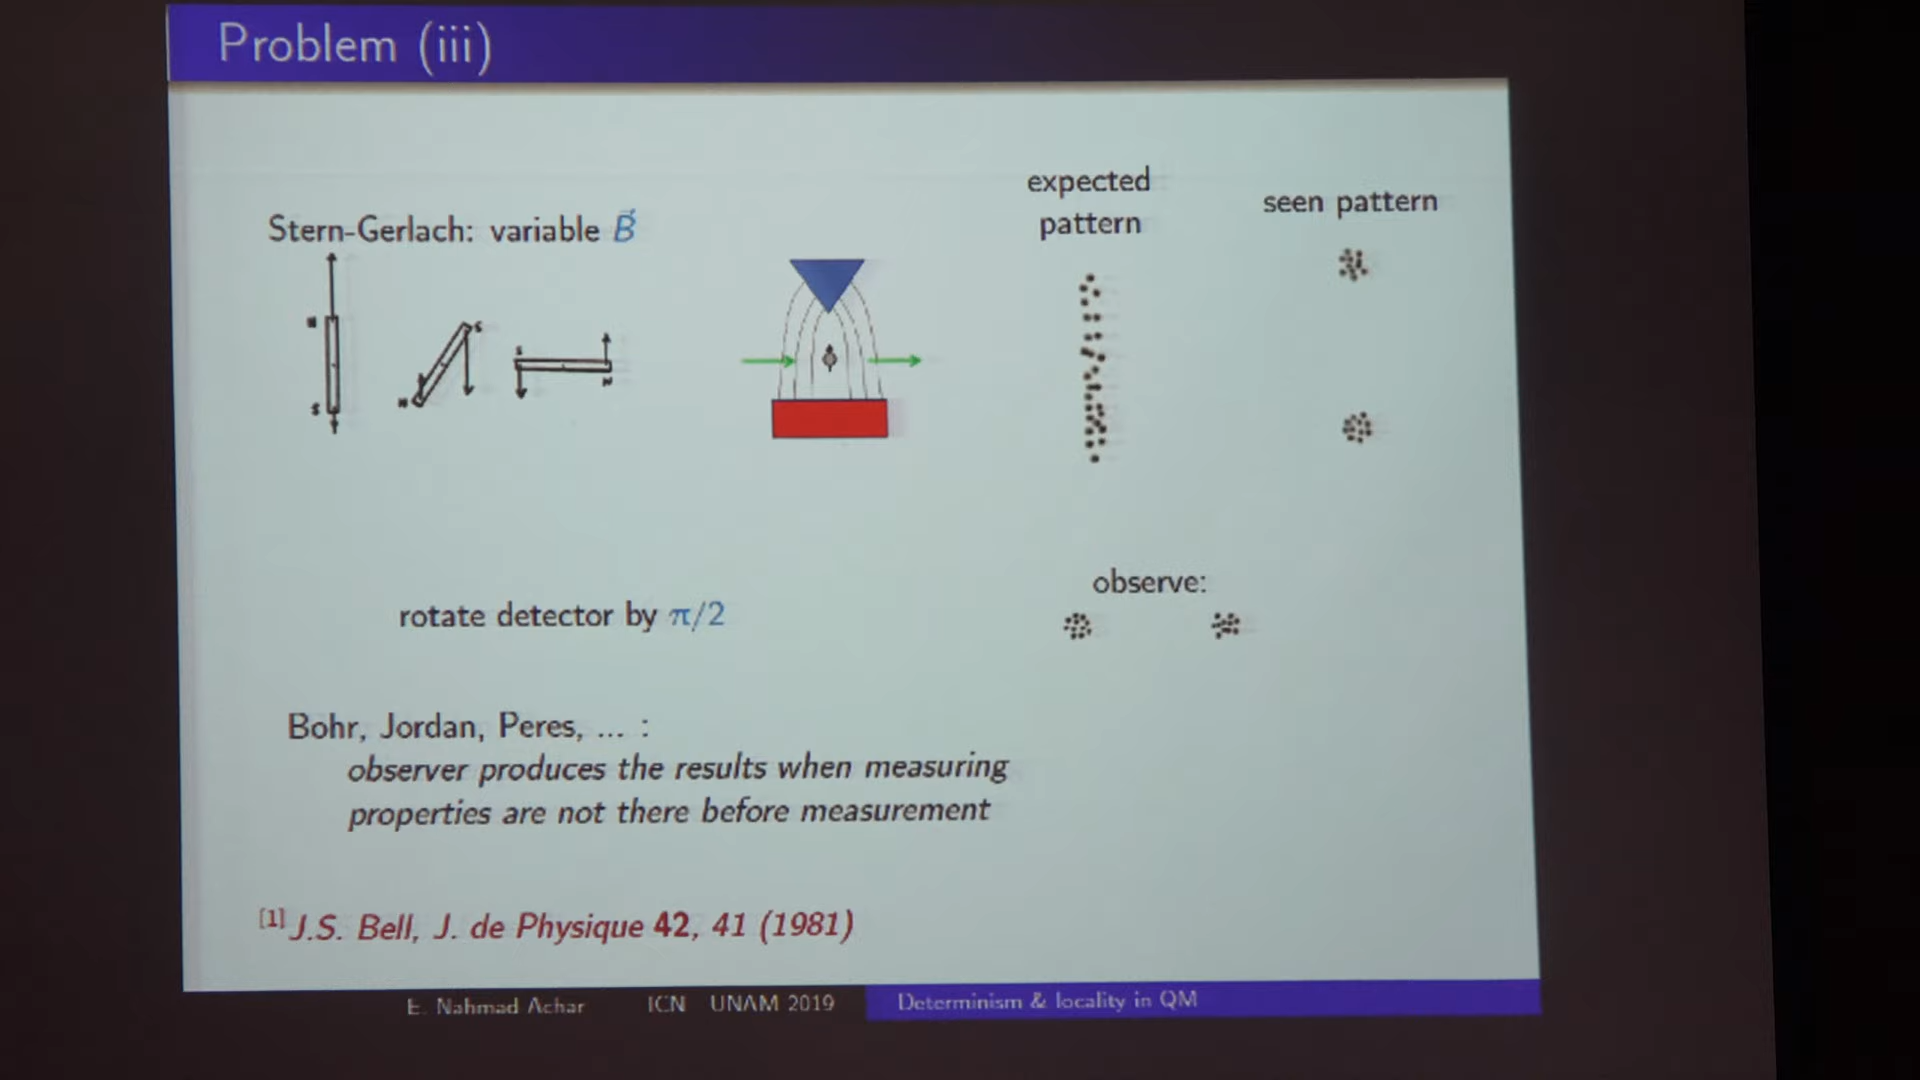 Problem (iii)
expected
pattern
seen pattern
Stern-Gerlach: variable B⃗
N
S
S
N
S
N
observe:
rotate detector by π/2
Bohr, Jordan, Peres, ... :
observer produces the results when measuring
properties are not there before measurement
[1] J.S. Bell, J. de Physique 42, 41 (1981)
E. Nahmad Achar ICN UNAM 2019 Determinism & locality in QM